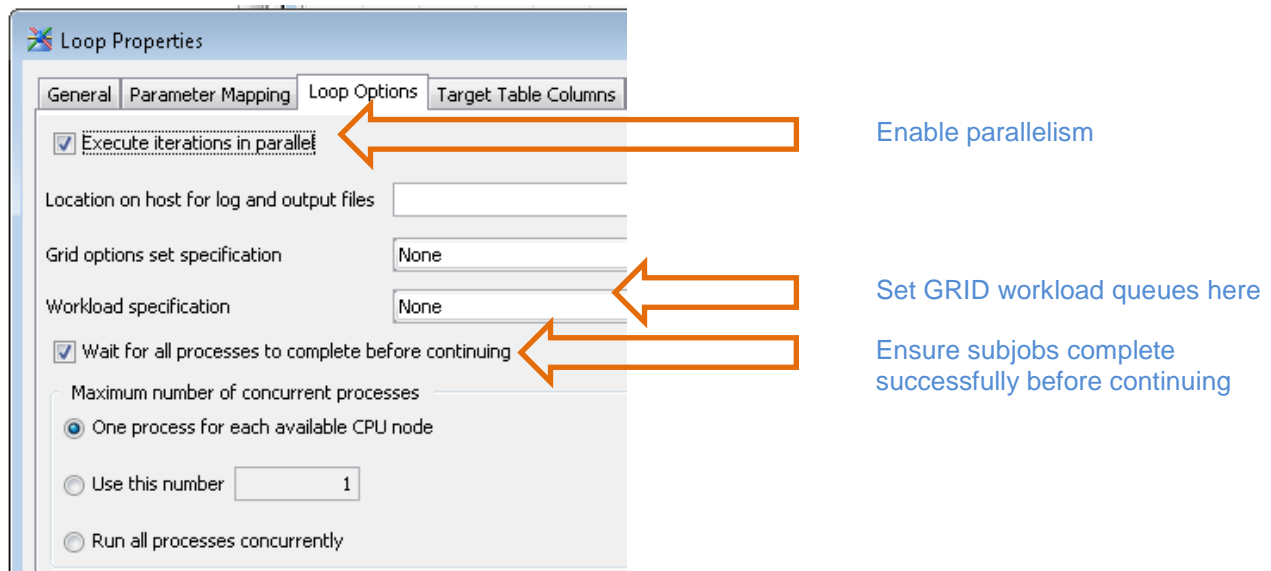 Loop Properties
General Parameter Mapping Loop Options Target Table Columns
Execute iterations in parallel
Enable parallelism
Location on host for log and output files
Grid options set specification None
Workload specification None
Set GRID workload queues here
Wait for all processes to complete before continuing
Ensure subjobs complete
successfully before continuing
Maximum number of concurrent processes
One process for each available CPU node
Use this number 1
Run all processes concurrently